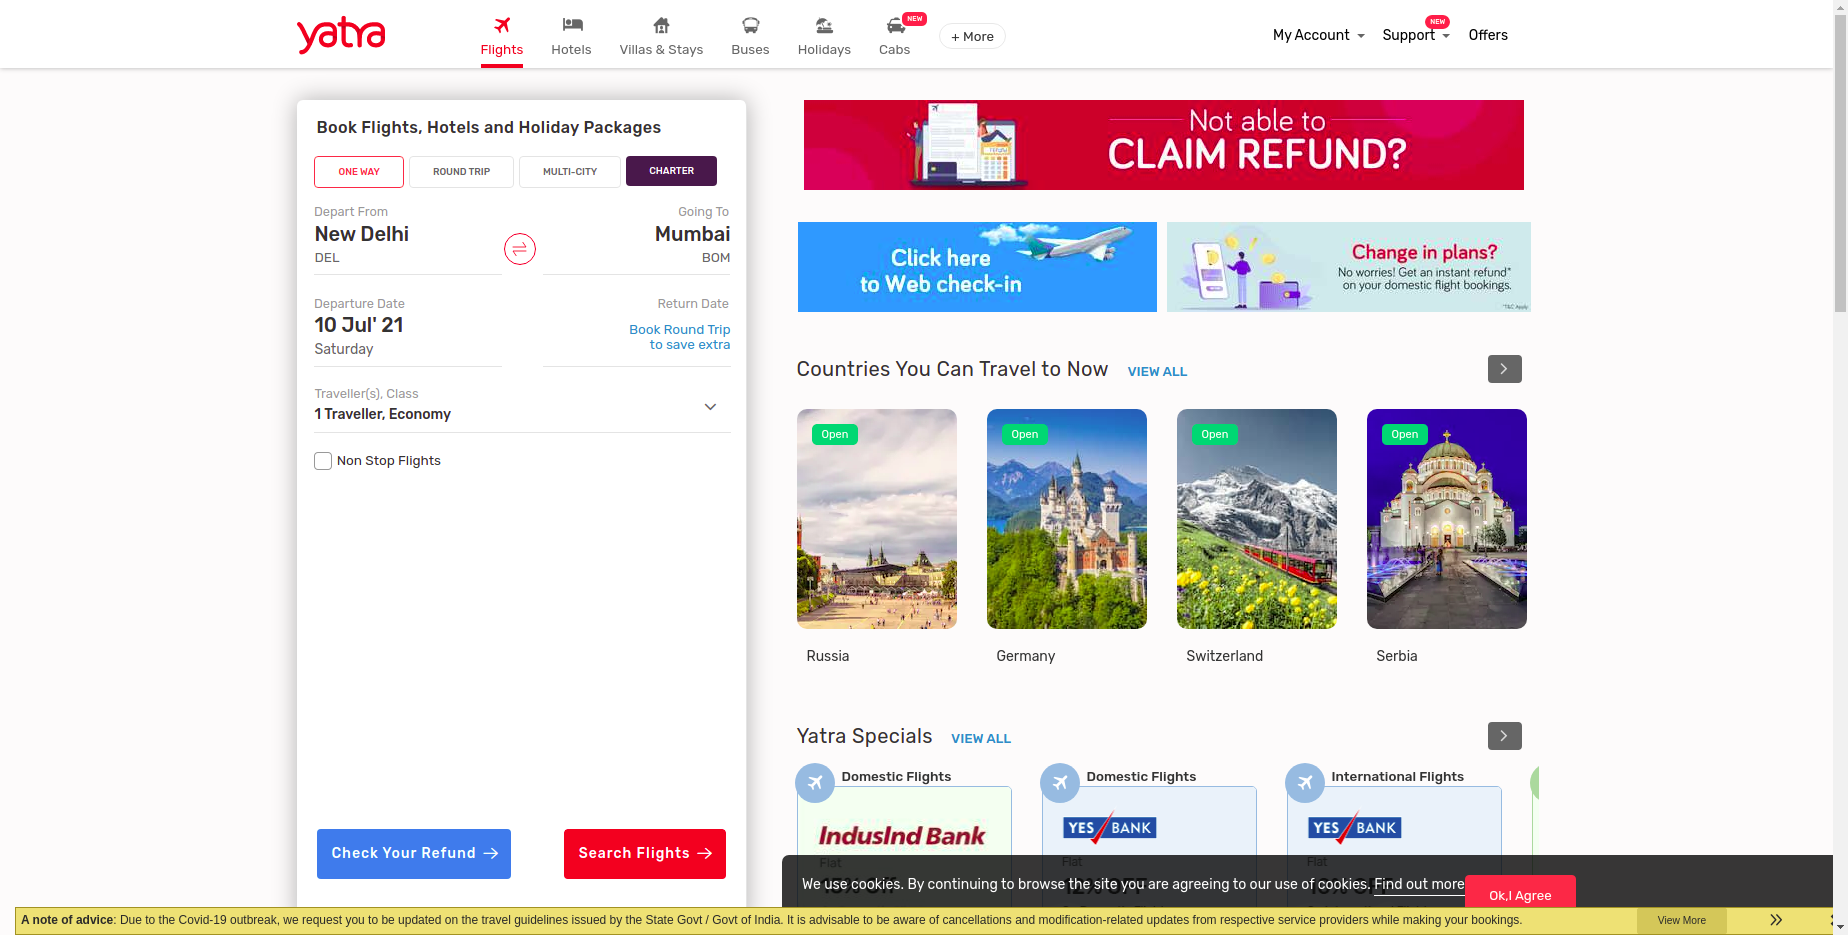 yatra
Flights
Hotels
Villas & Stays
Buses
Holidays
Cabs
NEW
+ More
My Account
Support
NEW
Offers
Book Flights, Hotels and Holiday Packages
ONE WAY
ROUND TRIP
MULTI-CITY
CHARTER
Depart From
New Delhi
DEL
Going To
Mumbai
BOM
Departure Date
10 Jul' 21
Saturday
Return Date
Book Round Trip
to save extra
Traveller(s), Class
1 Traveller, Economy
Non Stop Flights
Check Your Refund
Search Flights
Not able to
CLAIM REFUND?
Click here
to Web check-in
Change in plans?
No worries! Get an instant refund*
on your domestic flight bookings.
*T&C Apply
Countries You Can Travel to Now
VIEW ALL
Open
Open
Open
Open
Russia
Germany
Switzerland
Serbia
Yatra Specials
VIEW ALL
Domestic Flights
IndusInd Bank
Flat
Domestic Flights
YES BANK
Flat
International Flights
YES BANK
Flat
We use cookies. By continuing to browse the site you are agreeing to our use of cookies. Find out more
Ok,I Agree
A note of advice: Due to the Covid-19 outbreak, we request you to be updated on the travel guidelines issued by the State Govt / Govt of India. It is advisable to be aware of cancellations and modification-related updates from respective service providers while making your bookings.
View More